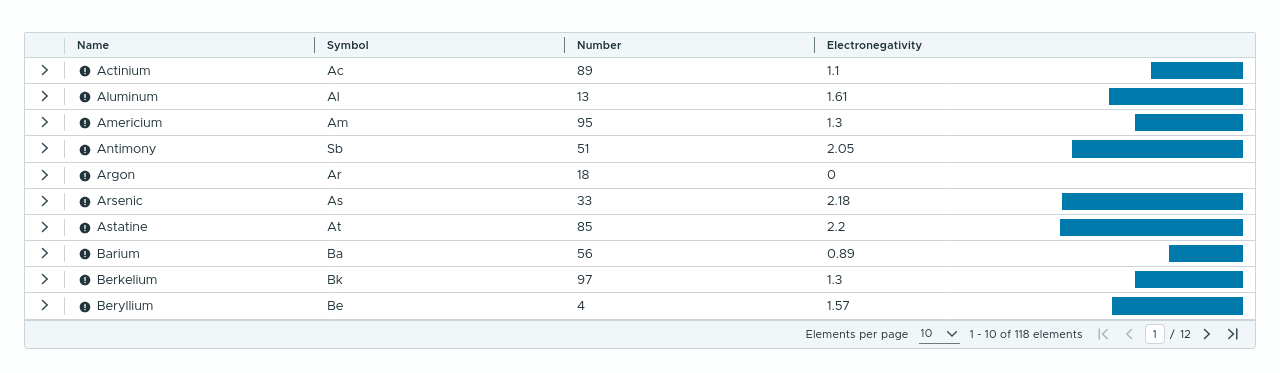 Name Symbol Number Electronegativity
Actinium Ac 89 1.1
Aluminum Al 13 1.61
Americium Am 95 1.3
Antimony Sb 51 2.05
Argon Ar 18 0
Arsenic As 33 2.18
Astatine At 85 2.2
Barium Ba 56 0.89
Berkelium Bk 97 1.3
Beryllium Be 4 1.57
Elements per page 10 1 - 10 of 118 elements 1 / 12